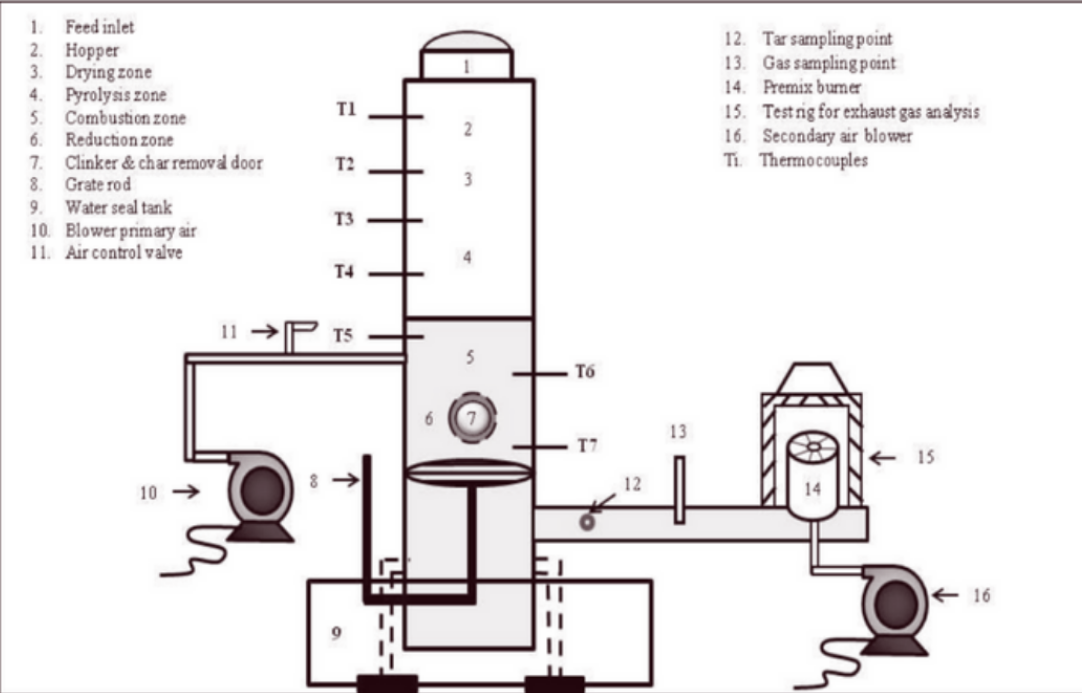 1. Feed inlet
2. Hopper
3. Drying zone
4. Pyrolysis zone
5. Combustion zone
6. Reduction zone
7. Clinker & char removal door
8. Grate rod
9. Water seal tank
10. Blower primary air
11. Air control valve
12. Tar sampling point
13. Gas sampling point
14. Premix burner
15. Test rig for exhaust gas analysis
16. Secondary air blower
Ti. Thermocouples
1
T1
2
T2
3
T3
4
T4
11
T5
5
T6
6
7
T7
13
15
8
12
14
10
16
9